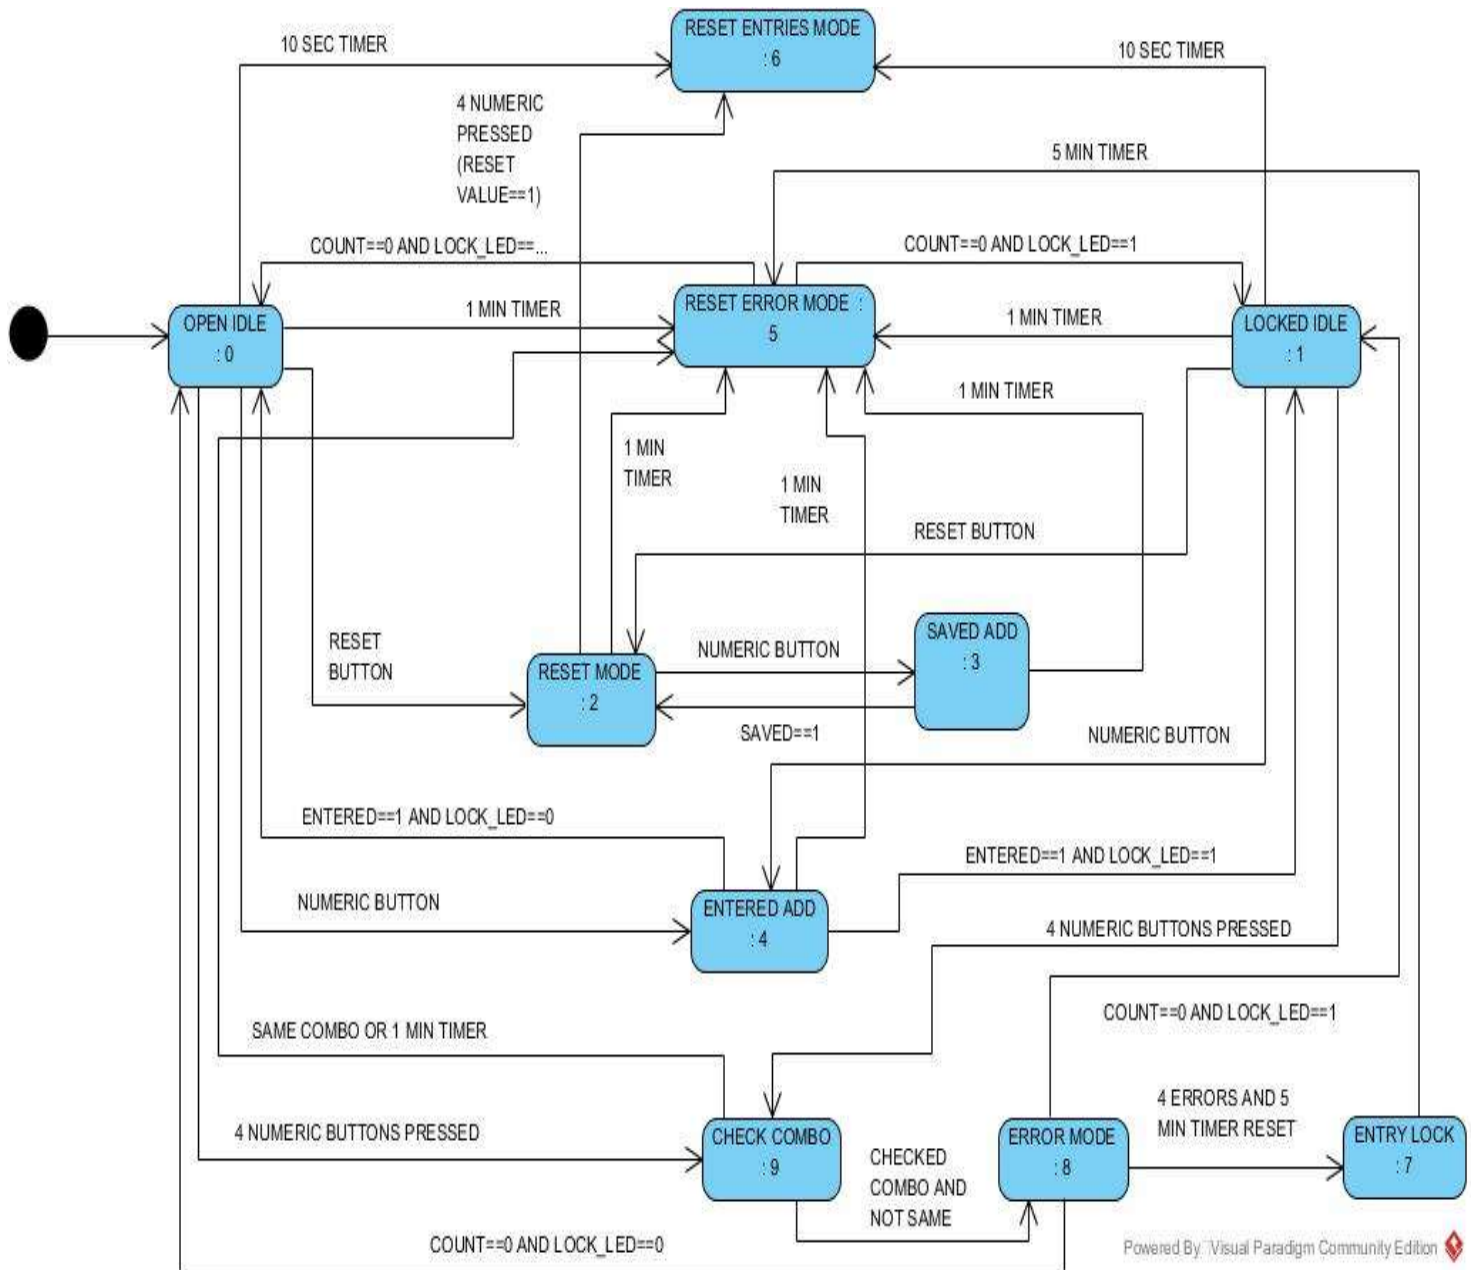 RESET ENTRIES MODE
: 6
10 SEC TIMER
10 SEC TIMER
4 NUMERIC
PRESSED
(RESET
VALUE==1)
5 MIN TIMER
COUNT==0 AND LOCK_LED==...
COUNT==0 AND LOCK_LED==1
OPEN IDLE
: 0
1 MIN TIMER
RESET ERROR MODE :
5
1 MIN TIMER
LOCKED IDLE
: 1
1 MIN TIMER
1 MIN
TIMER
1 MIN
TIMER
RESET BUTTON
RESET
BUTTON
RESET MODE
: 2
NUMERIC BUTTON
SAVED ADD
: 3
SAVED==1
NUMERIC BUTTON
ENTERED==1 AND LOCK_LED==0
ENTERED==1 AND LOCK_LED==1
NUMERIC BUTTON
ENTERED ADD
: 4
4 NUMERIC BUTTONS PRESSED
COUNT==0 AND LOCK_LED==1
SAME COMBO OR 1 MIN TIMER
4 NUMERIC BUTTONS PRESSED
CHECK COMBO
: 9
CHECKED
COMBO AND
NOT SAME
ERROR MODE
: 8
4 ERRORS AND 5
MIN TIMER RESET
ENTRY LOCK
: 7
COUNT==0 AND LOCK_LED==0
Powered By: Visual Paradigm Community Edition